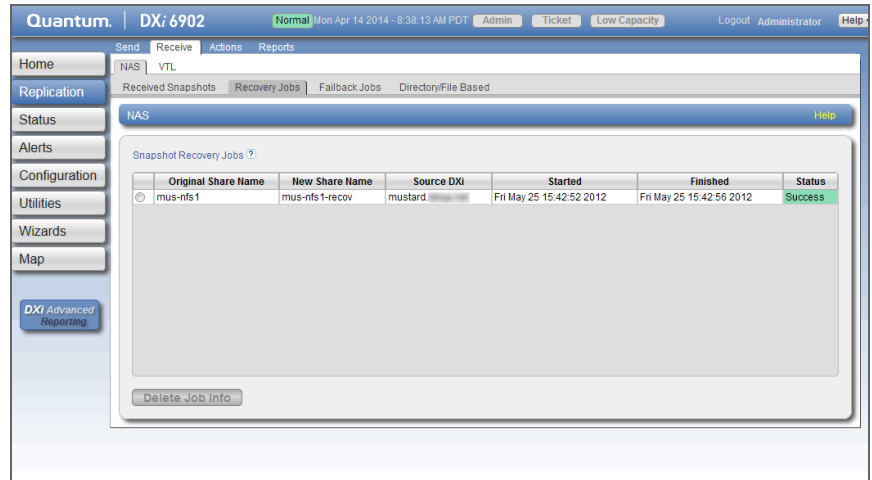 Quantum. DXi 6902 Normal Mon Apr 14 2014 - 8:38:13 AM PDT Admin Ticket Low Capacity Logout Administrator Help
Send Receive Actions Reports
Home
NAS VTL
Replication
Received Snapshots Recovery Jobs Failback Jobs Directory/File Based
Status
NAS Help
Alerts
Snapshot Recovery Jobs ?
Configuration
Original Share Name New Share Name Source DXi Started Finished Status
mus-nfs1 mus-nfs1-recov mustard. Fri May 25 15:42:52 2012 Fri May 25 15:42:56 2012 Success
Utilities
Wizards
Map
DXi Advanced
Reporting
Delete Job Info